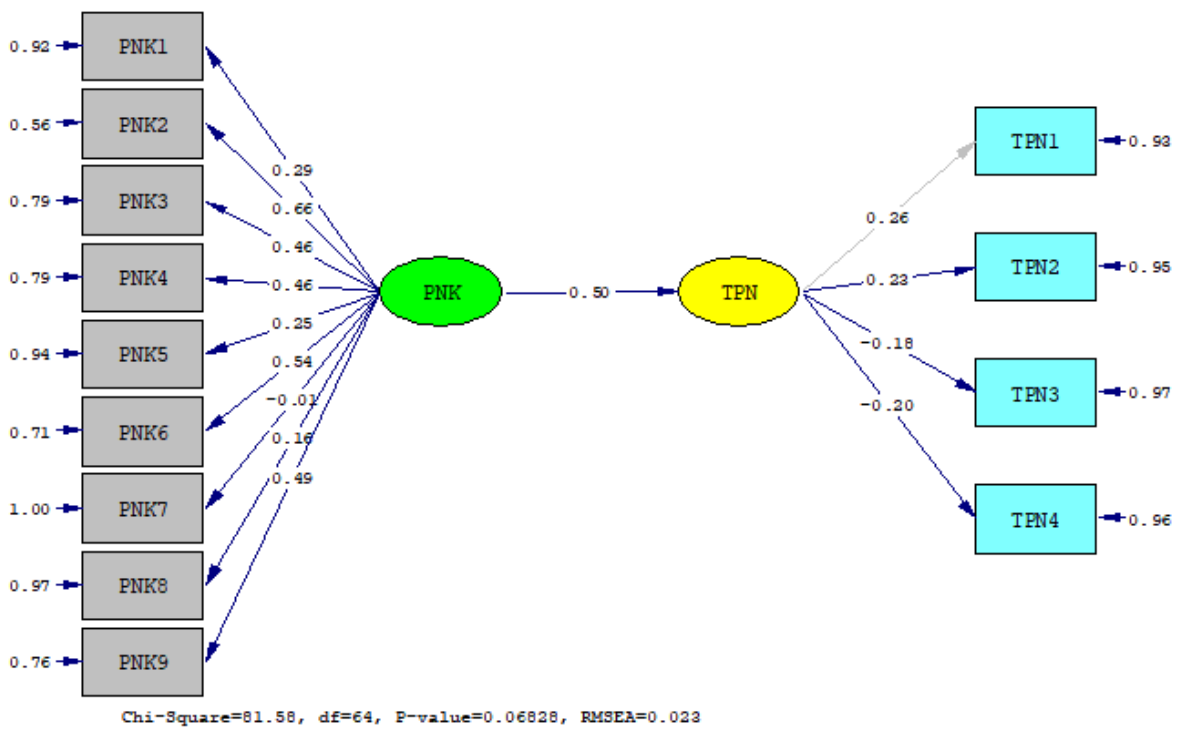 0.92 PNK1
0.56 PNK2
0.79 PNK3
0.79 PNK4
0.94 PNK5
0.71 PNK6
1.00 PNK7
0.97 PNK8
0.76 PNK9
0.29
0.66
0.46
0.46
0.25
0.54
-0.01
0.16
0.49
PNK
0.50
TPN
0.26
0.23
-0.18
-0.20
TPN1 0.93
TPN2 0.95
TPN3 0.97
TPN4 0.96
Chi-Square=81.58, df=64, P-value=0.06828, RMSEA=0.023